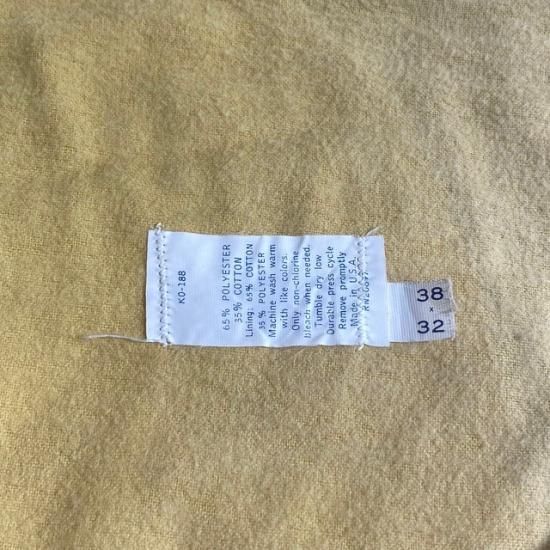 KO-188
65% POLYESTER
35% COTTON
Lining: 65% COTTON
35% POLYESTER
Machine wash warm
with like colors.
Only non-chlorine
bleach when needed.
Tumble dry low
Durable press cycle
Remove promptly
Made in U.S.A.
38
x
32